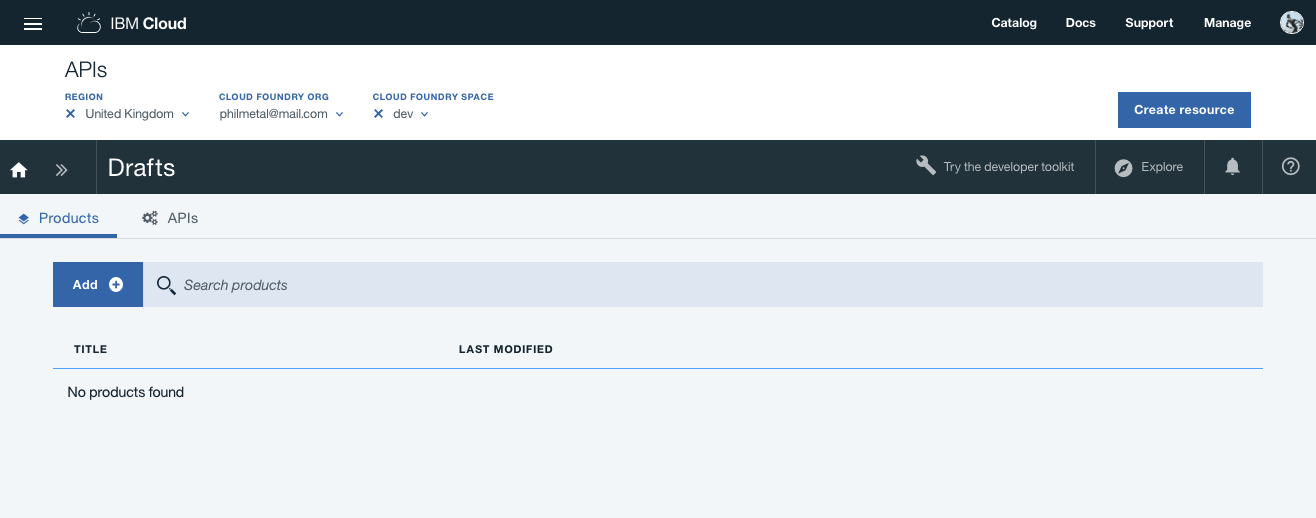 IBM Cloud
Catalog Docs Support Manage
APIs
REGION CLOUD FOUNDRY ORG CLOUD FOUNDRY SPACE
United Kingdom philmetal@mail.com dev
Create resource
Drafts
Try the developer toolkit Explore
Products APIs
Add Search products
TITLE LAST MODIFIED
No products found